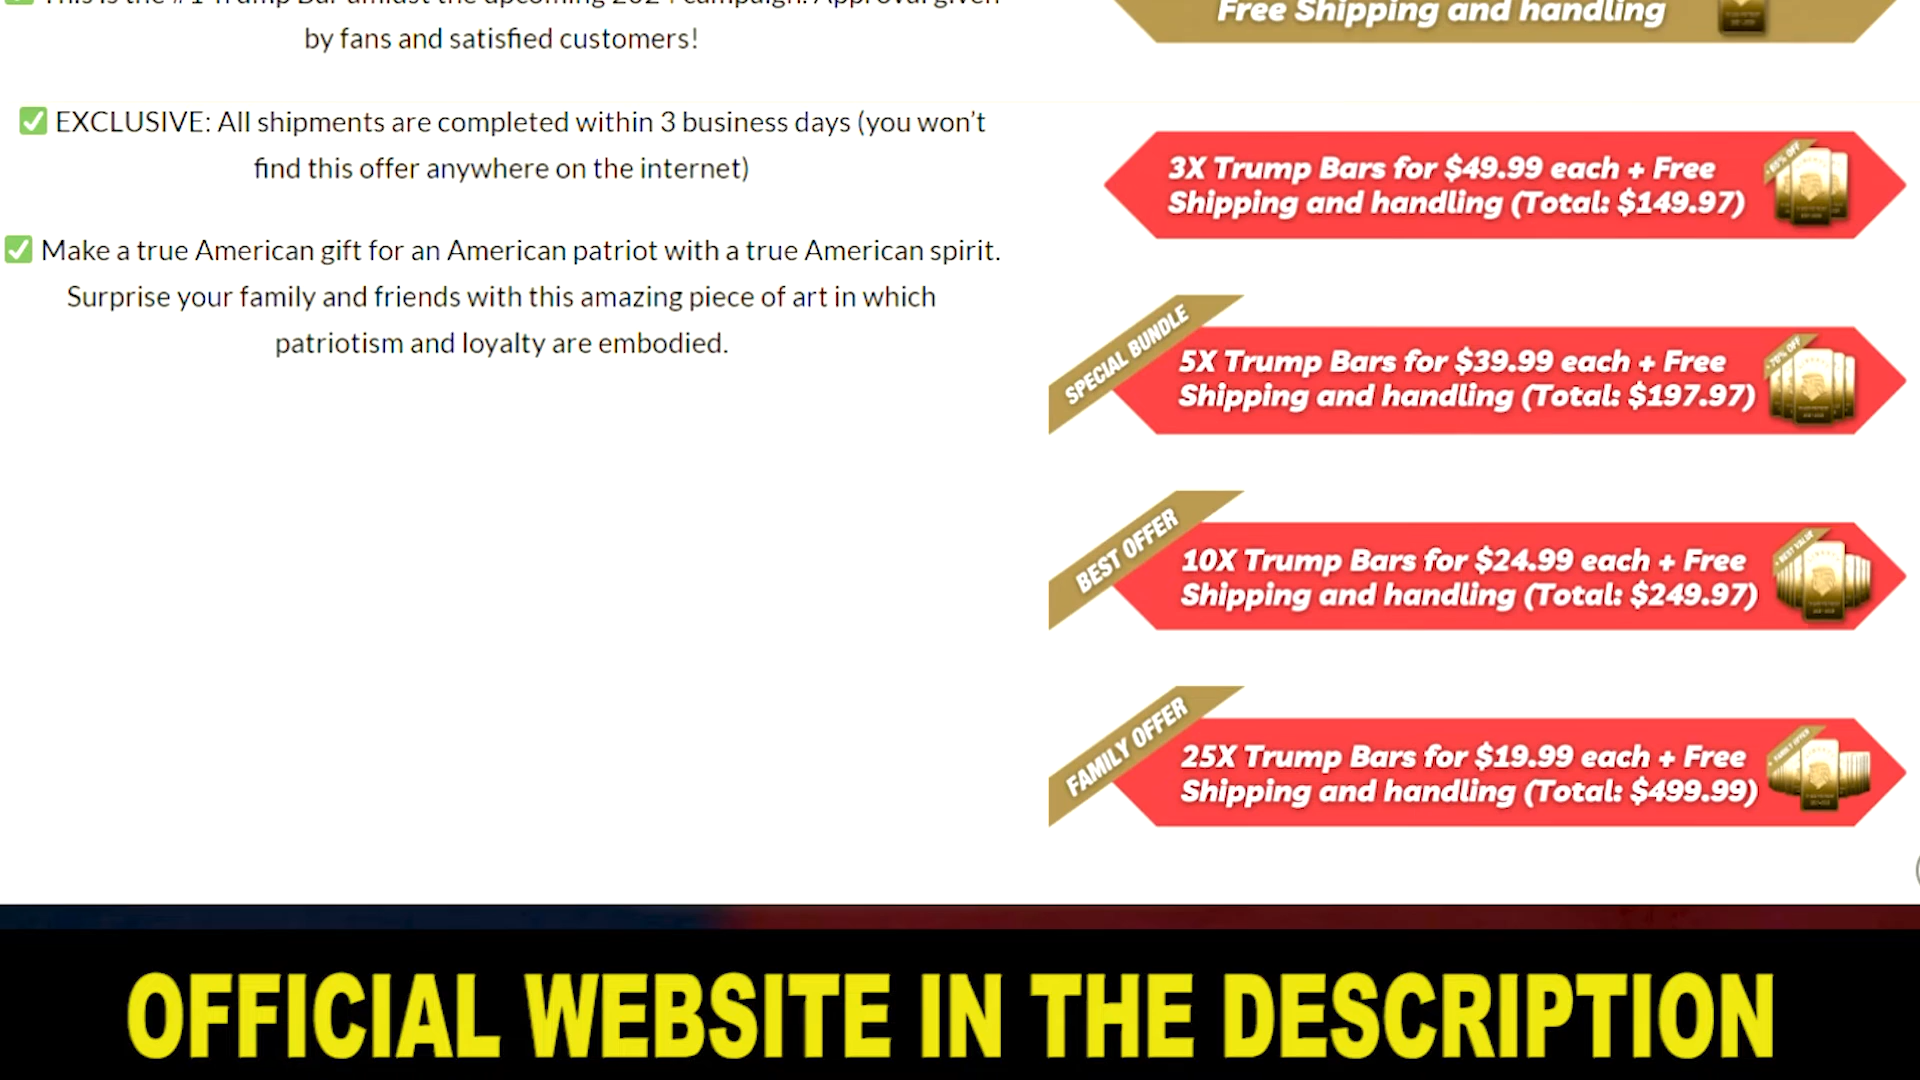 by fans and satisfied customers!
✅ EXCLUSIVE: All shipments are completed within 3 business days (you won't
find this offer anywhere on the internet)
✅ Make a true American gift for an American patriot with a true American spirit.
Surprise your family and friends with this amazing piece of art in which
patriotism and loyalty are embodied.
Free Shipping and handling
3X Trump Bars for $49.99 each + Free
Shipping and handling (Total: $149.97)
SPECIAL BUNDLE
5X Trump Bars for $39.99 each + Free
Shipping and handling (Total: $197.97)
70% OFF
BEST OFFER
10X Trump Bars for $24.99 each + Free
Shipping and handling (Total: $249.97)
BEST VALUE
FAMILY OFFER
25X Trump Bars for $19.99 each + Free
Shipping and handling (Total: $499.99)
FAMILY OFFER
OFFICIAL WEBSITE IN THE DESCRIPTION